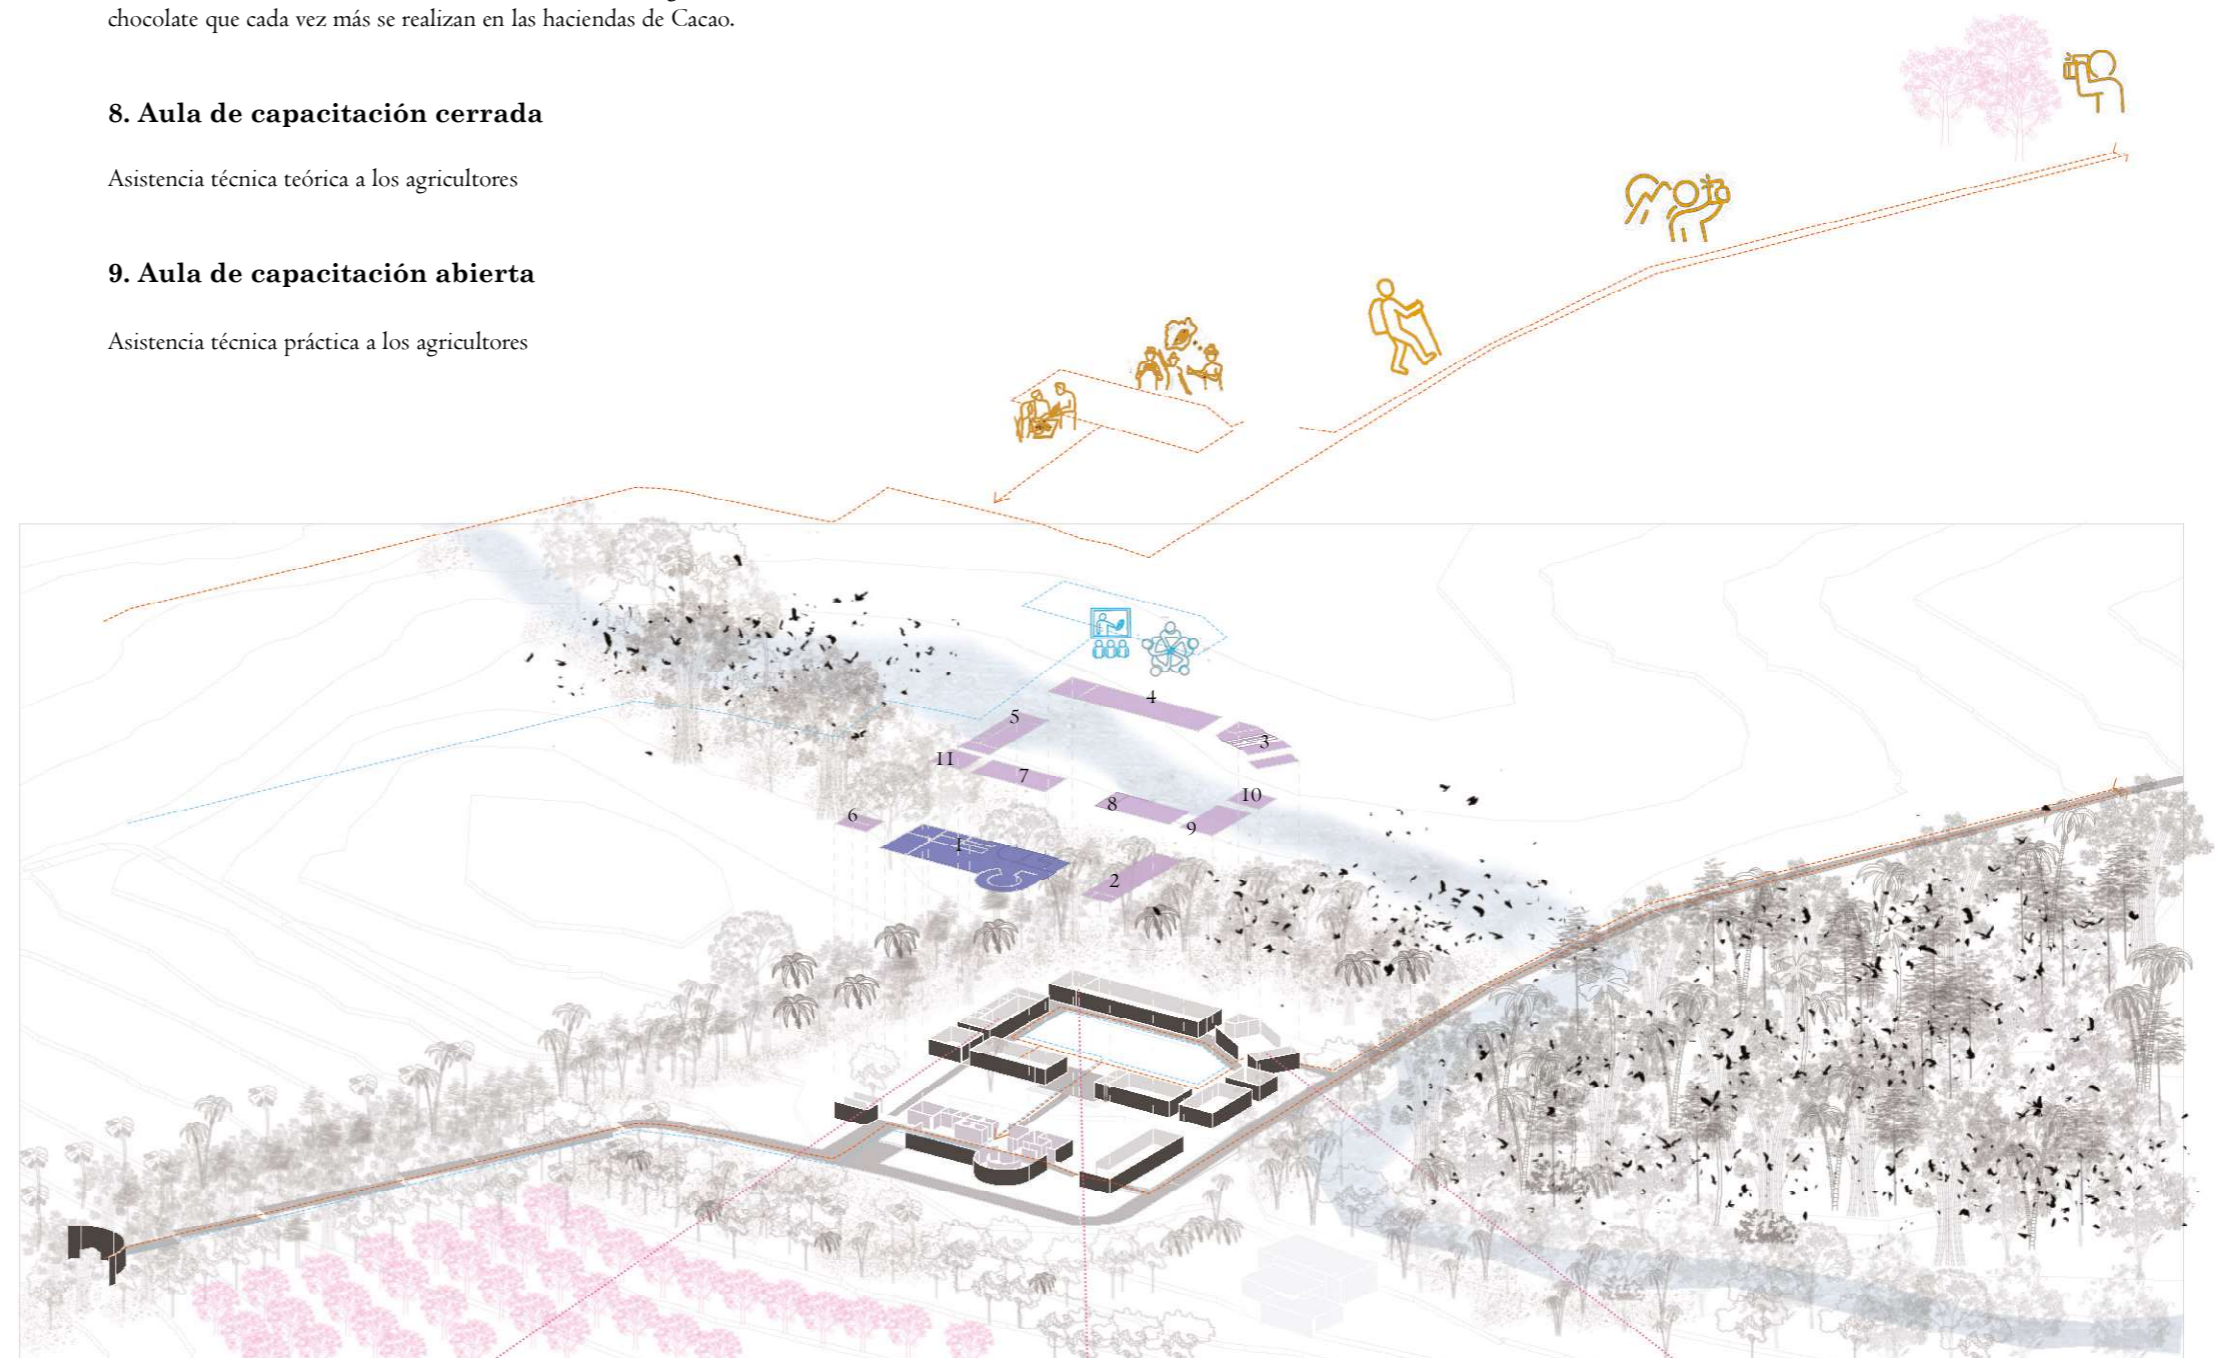 chocolate que cada vez más se realizan en las haciendas de Cacao.
8. Aula de capacitación cerrada
Asistencia técnica teórica a los agricultores
9. Aula de capacitación abierta
Asistencia técnica práctica a los agricultores
4
5
3
11
7
10
8
6
9
1
2